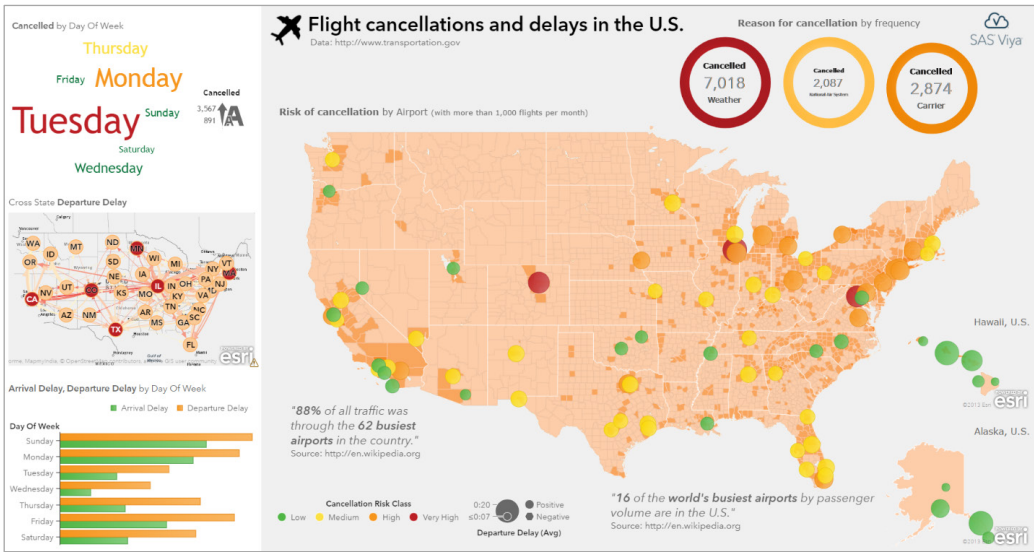 Cancelled by Day Of Week
Thursday
Friday
Monday
Tuesday
Sunday
Saturday
Wednesday
Cancelled
3,567
891
A
Cross State Departure Delay
WA
OR
ID
MT
ND
SD
WI
MI
NY
VT
NV
UT
NE
IA
IL
IN
OH
PA
NJ
CA
KS
MO
KY
VA
AZ
NM
AR
TN
NC
SC
MS
GA
TX
FL
esri
Arrival Delay, Departure Delay by Day Of Week
Arrival Delay
Departure Delay
Day Of Week
Sunday
Monday
Tuesday
Wednesday
Thursday
Friday
Saturday
Flight cancellations and delays in the U.S.
Data: http://www.transportation.gov
Reason for cancellation by frequency
SAS Viya
Cancelled
7,018
Weather
Cancelled
2,087
National Air System
Cancelled
2,874
Carrier
Risk of cancellation by Airport (with more than 1,000 flights per month)
"88% of all traffic was
through the 62 busiest
airports in the country."
Source: http://en.wikipedia.org
Hawaii, U.S.
esri
Alaska, U.S.
esri
Cancellation Risk Class
Low Medium High Very High
0:20
≤0:07
Positive
Negative
Departure Delay (Avg)
"16 of the world's busiest airports by passenger
volume are in the U.S."
Source: http://en.wikipedia.org